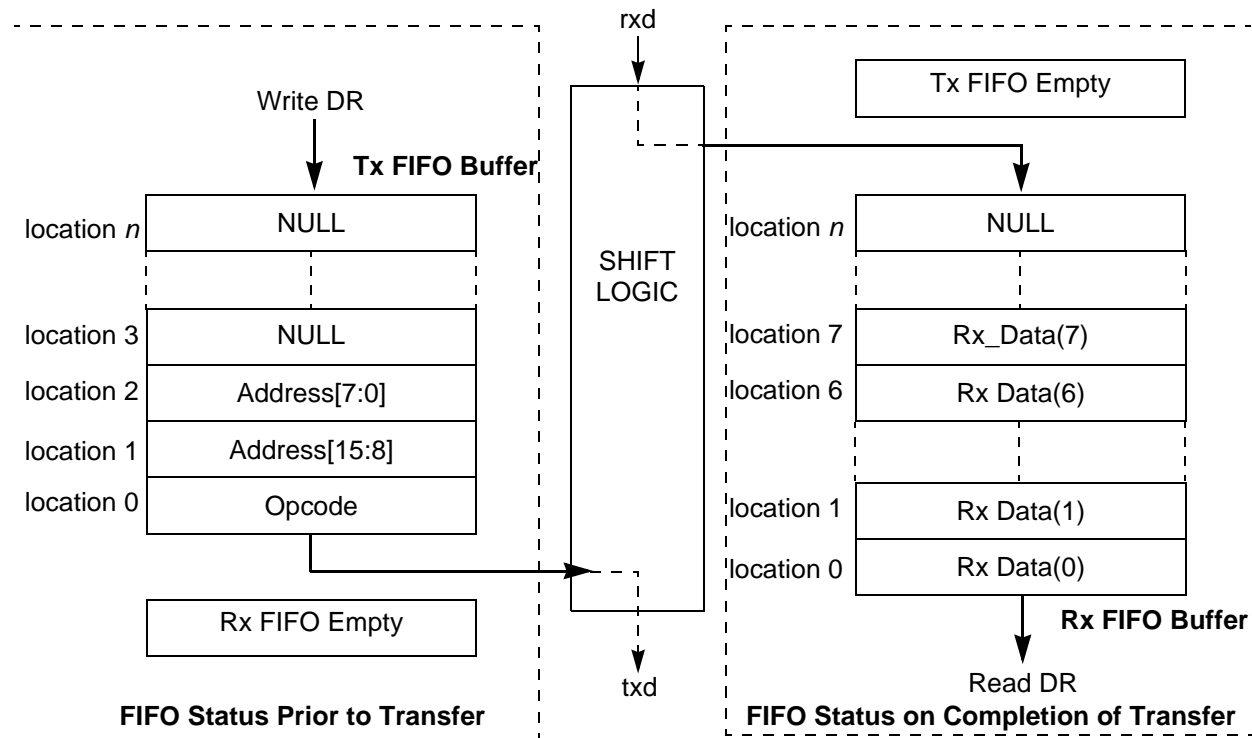 rxd
Tx FIFO Empty
Write DR
Tx FIFO Buffer
location n
NULL
location n
NULL
SHIFT
LOGIC
location 3
NULL
location 7
Rx_Data(7)
location 2
Address[7:0]
location 6
Rx Data(6)
location 1
Address[15:8]
location 0
Opcode
location 1
Rx Data(1)
location 0
Rx Data(0)
Rx FIFO Empty
Rx FIFO Buffer
txd
Read DR
FIFO Status Prior to Transfer
FIFO Status on Completion of Transfer